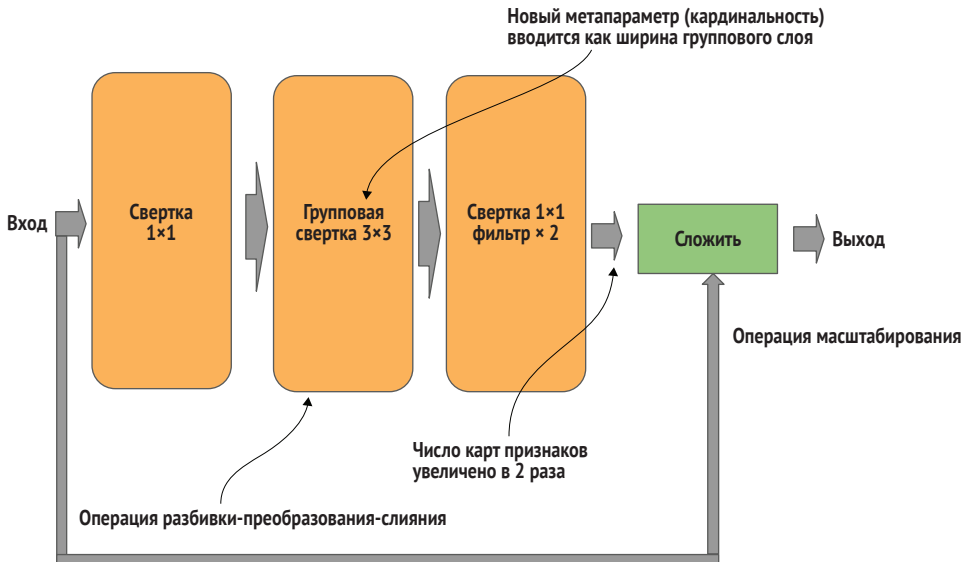 Новый метапараметр (кардинальность)
вводится как ширина группового слоя
Вход
Свертка
1×1
Групповая
свертка 3×3
Свертка 1×1
фильтр × 2
Сложить
Выход
Операция масштабирования
Число карт признаков
увеличено в 2 раза
Операция разбивки-преобразования-слияния